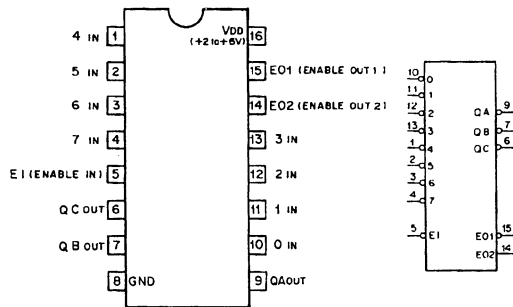 4 IN 1
5 IN 2
6 IN 3
7 IN 4
EI (ENABLE IN) 5
QC OUT 6
QB OUT 7
8 GND
VDD 16
(+2 to +6V)
15 EO1 (ENABLE OUT 1)
14 EO2 (ENABLE OUT 2)
13 3 IN
12 2 IN
11 1 IN
10 0 IN
9 QAOUT
10 0
11 1
12 2
13 3
1 4
2 5
3 6
4 7
5 EI
QA 9
QB 7
QC 6
EO1 15
EO2 14